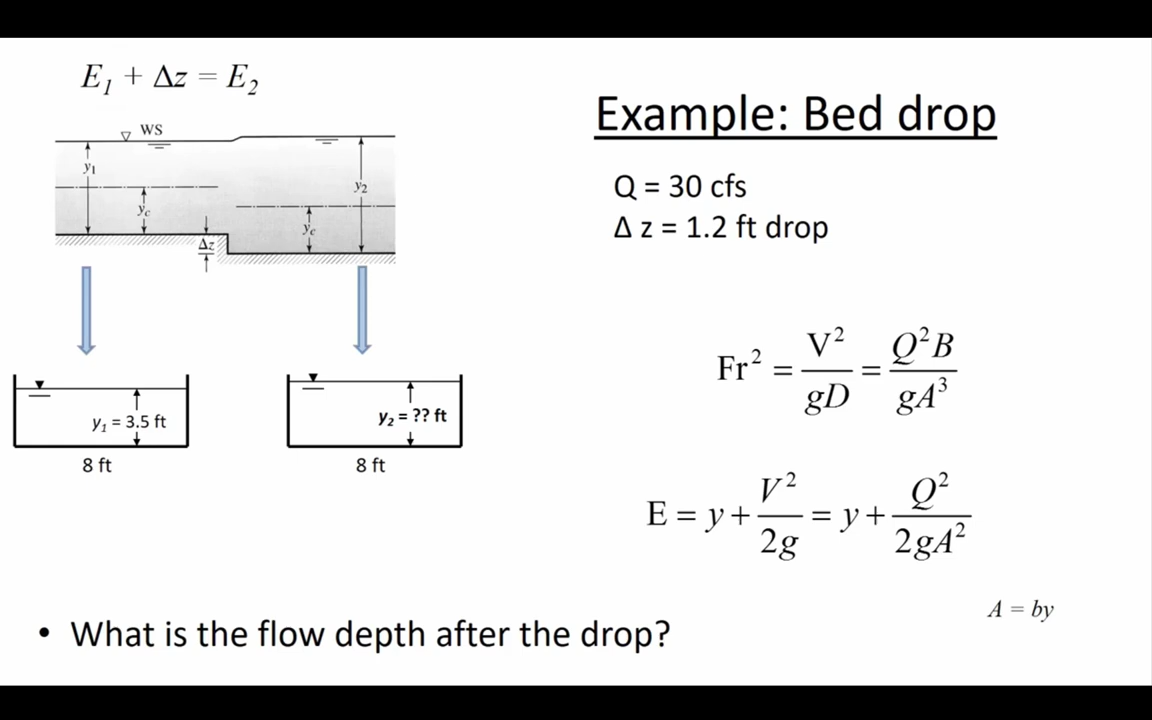 E₁ + Δz = E₂
Example: Bed drop
WS
y₁
y₂
y_c
y_c
Δz
Q = 30 cfs
Δ z = 1.2 ft drop
Fr² = V²/gD = Q²B/gA³
y₁ = 3.5 ft
y₂ = ?? ft
8 ft
8 ft
E = y + V²/2g = y + Q²/2gA²
A = by
• What is the flow depth after the drop?